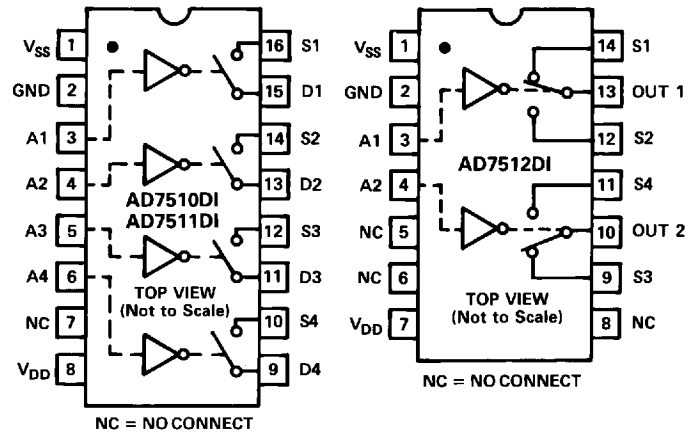 VSS 1
GND 2
A1 3
A2 4
A3 5
A4 6
NC 7
VDD 8
16 S1
15 D1
14 S2
13 D2
12 S3
11 D3
10 S4
9 D4
AD7510DI
AD7511DI
TOP VIEW
(Not to Scale)
NC = NO CONNECT
VSS 1
GND 2
A1 3
A2 4
NC 5
NC 6
VDD 7
14 S1
13 OUT 1
12 S2
11 S4
10 OUT 2
9 S3
8 NC
AD7512DI
TOP VIEW
(Not to Scale)
NC = NO CONNECT